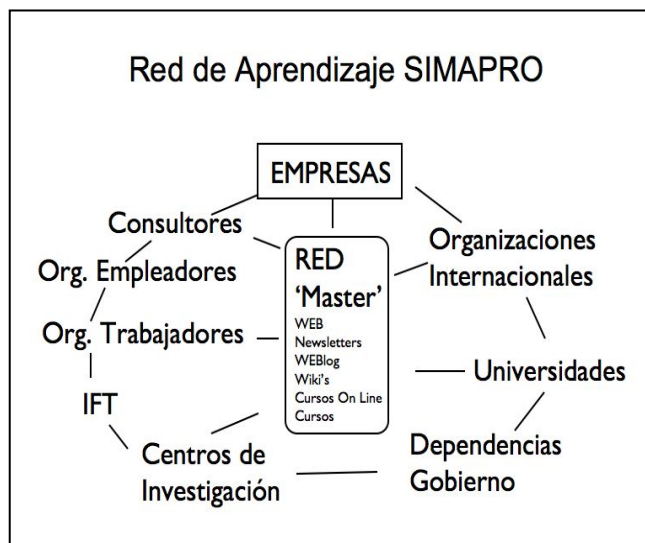 Red de Aprendizaje SIMAPRO
EMPRESAS
Consultores
Org. Empleadores
Org. Trabajadores
IFT
Centros de
Investigación
RED
'Master'
WEB
Newsletters
WEBlog
Wiki's
Cursos On Line
Cursos
Organizaciones
Internacionales
Universidades
Dependencias
Gobierno